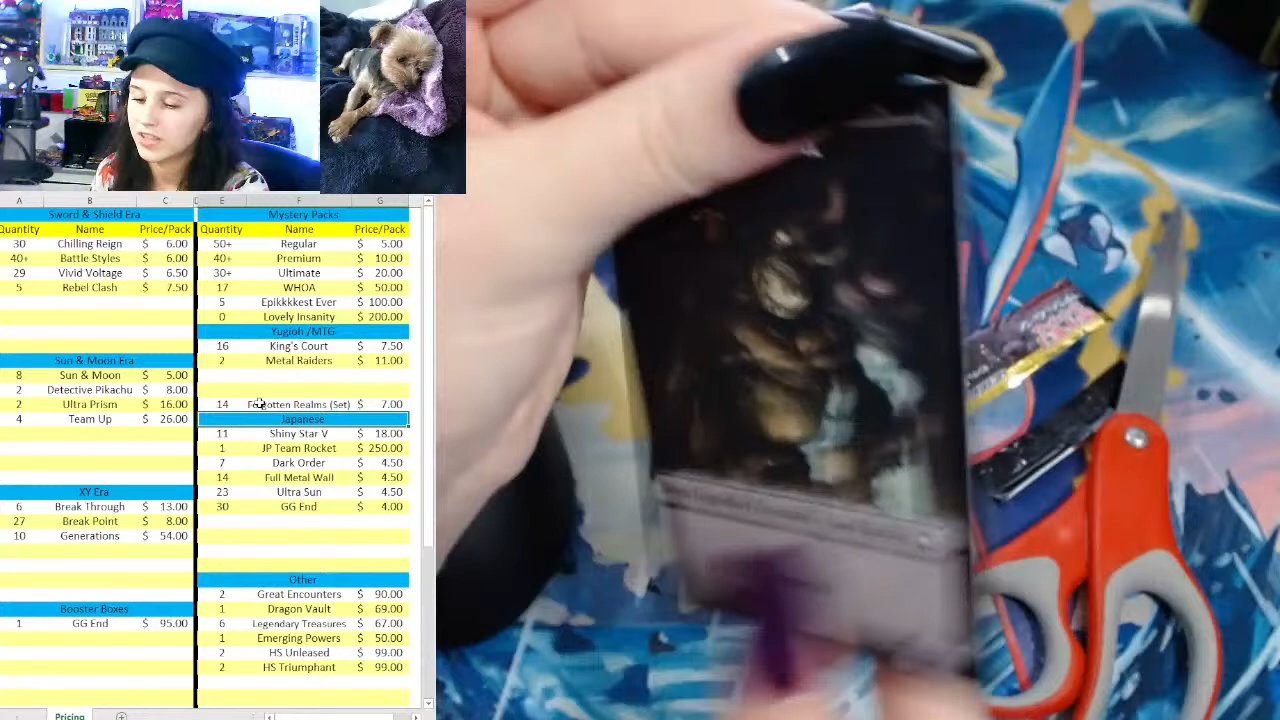 A B C D E F G
Sword & Shield Era
Quantity Name Price/Pack
30 Chilling Reign $ 6.00
40+ Battle Styles $ 6.00
29 Vivid Voltage $ 6.50
5 Rebel Clash $ 7.50
Sun & Moon Era
8 Sun & Moon $ 5.00
2 Detective Pikachu $ 8.00
2 Ultra Prism $ 16.00
4 Team Up $ 26.00
XY Era
6 Break Through $ 13.00
27 Break Point $ 8.00
10 Generations $ 54.00
Booster Boxes
1 GG End $ 95.00
Mystery Packs
Quantity Name Price/Pack
50+ Regular $ 5.00
40+ Premium $ 10.00
30+ Ultimate $ 20.00
17 WHOA $ 50.00
5 Epikkkkest Ever $ 100.00
0 Lovely Insanity $ 200.00
Yugioh /MTG
16 King's Court $ 7.50
2 Metal Raiders $ 11.00
14 Forgotten Realms (Set) $ 7.00
Japanese
11 Shiny Star V $ 18.00
1 JP Team Rocket $ 250.00
7 Dark Order $ 4.50
14 Full Metal Wall $ 4.50
23 Ultra Sun $ 4.50
30 GG End $ 4.00
Other
2 Great Encounters $ 90.00
1 Dragon Vault $ 69.00
6 Legendary Treasures $ 67.00
1 Emerging Powers $ 50.00
2 HS Unleased $ 99.00
2 HS Triumphant $ 99.00
Pricing